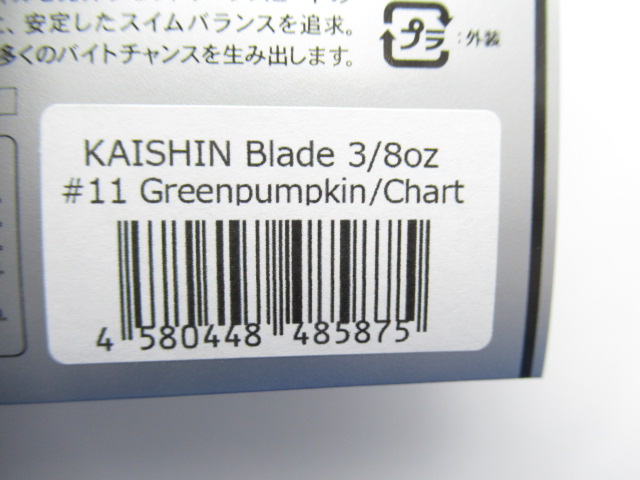 、安定したスイムバランスを追求。
多くのバイトチャンスを生み出します。
プラ
:外装
KAISHIN Blade 3/8oz
#11 Greenpumpkin/Chart
4 580448 485875